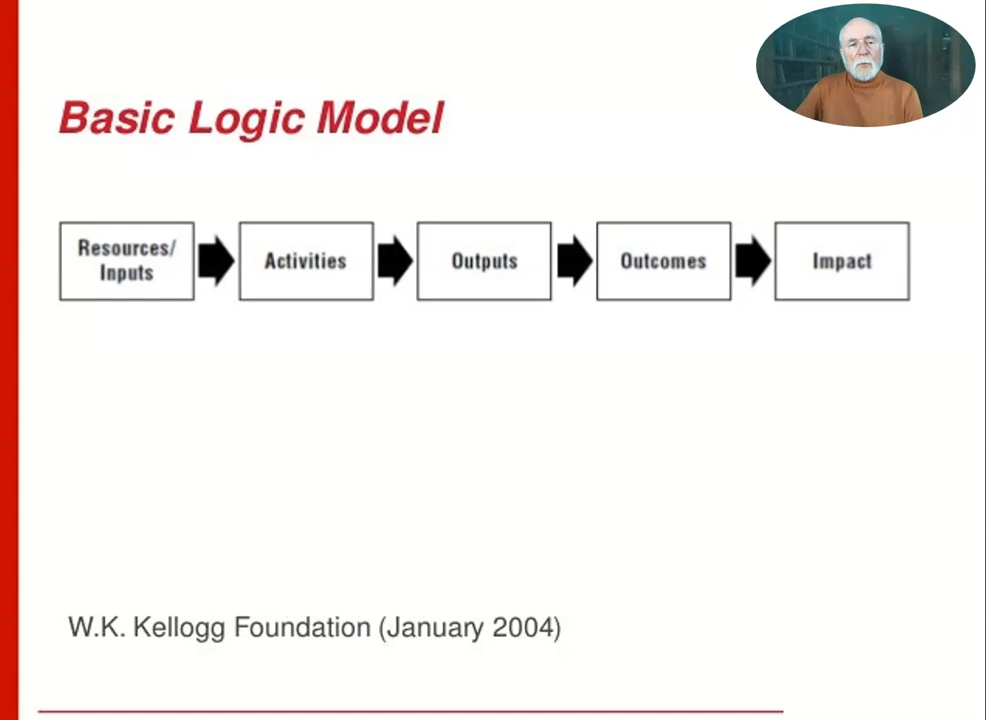 Basic Logic Model
Resources/
Inputs
Activities
Outputs
Outcomes
Impact
W.K. Kellogg Foundation (January 2004)